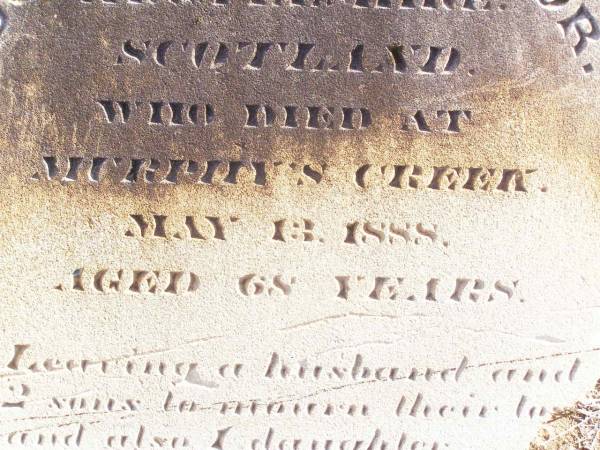 SCOTLAND.
WHO DIED AT
MURPHY'S CREEK.
MAY 13. 1888.
AGED 68 YEARS.
Leaving a husband and
2 sons to mourn their lo
and also 1 daughter